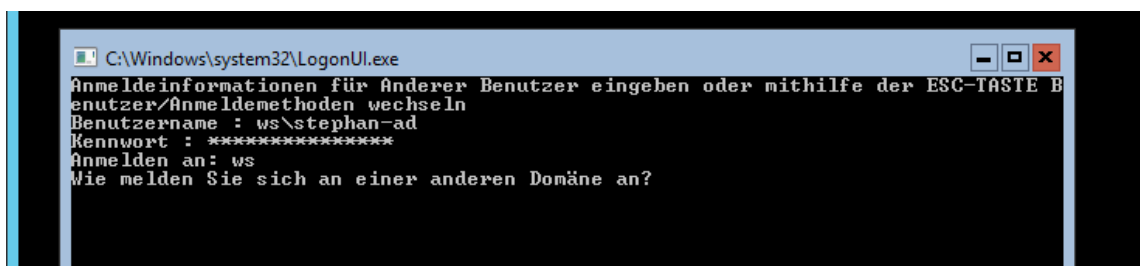 C:\Windows\system32\LogonUI.exe
Anmeldeinformationen für Anderer Benutzer eingeben oder mithilfe der ESC-TASTE B
enutzer/Anmeldemethoden wechseln
Benutzername : ws\stephan-ad
Kennwort : ***************
Anmelden an: ws
Wie melden Sie sich an einer anderen Domäne an?